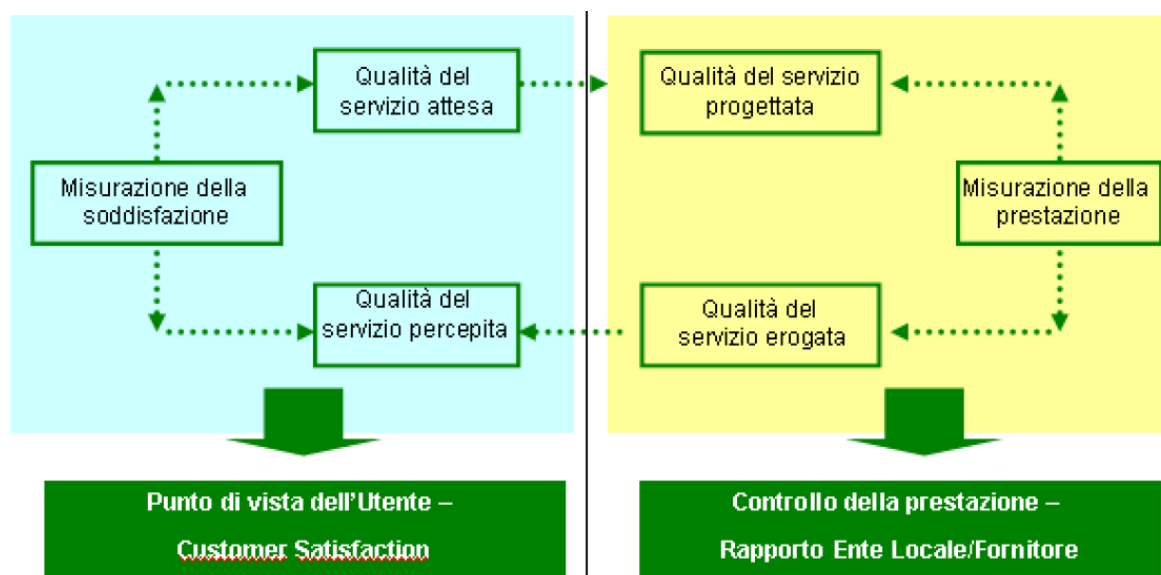 Qualità del
servizio attesa
Qualità del servizio
progettata
Misurazione della
soddisfazione
Misurazione della
prestazione
Qualità del
servizio percepita
Qualità del
servizio erogata
Punto di vista dell'Utente –
Customer Satisfaction
Controllo della prestazione –
Rapporto Ente Locale/Fornitore